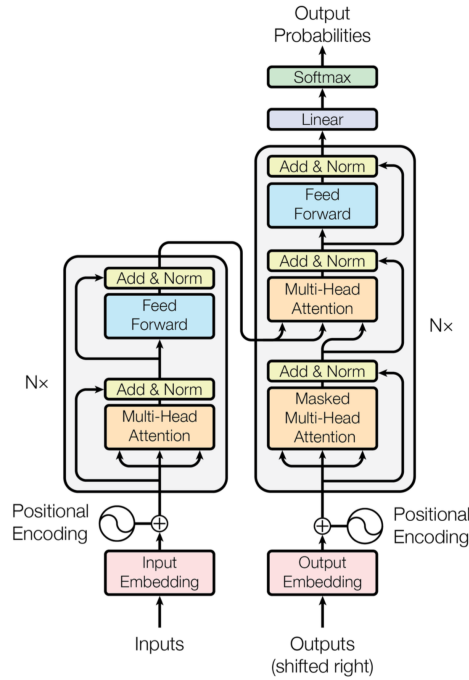 Output
Probabilities
Softmax
Linear
Add & Norm
Feed
Forward
Add & Norm
Multi-Head
Attention
Add & Norm
Masked
Multi-Head
Attention
N×
Add & Norm
Feed
Forward
N×
Add & Norm
Multi-Head
Attention
Positional
Encoding
Positional
Encoding
Input
Embedding
Output
Embedding
Inputs
Outputs
(shifted right)